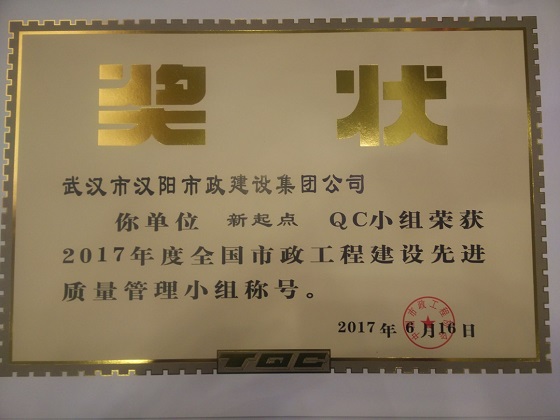 奖状
武汉市汉阳市政建设集团公司
你单位 新起点 QC小组荣获
2017年度全国市政工程建设先进
质量管理小组称号。
2017年6月16日
TQC